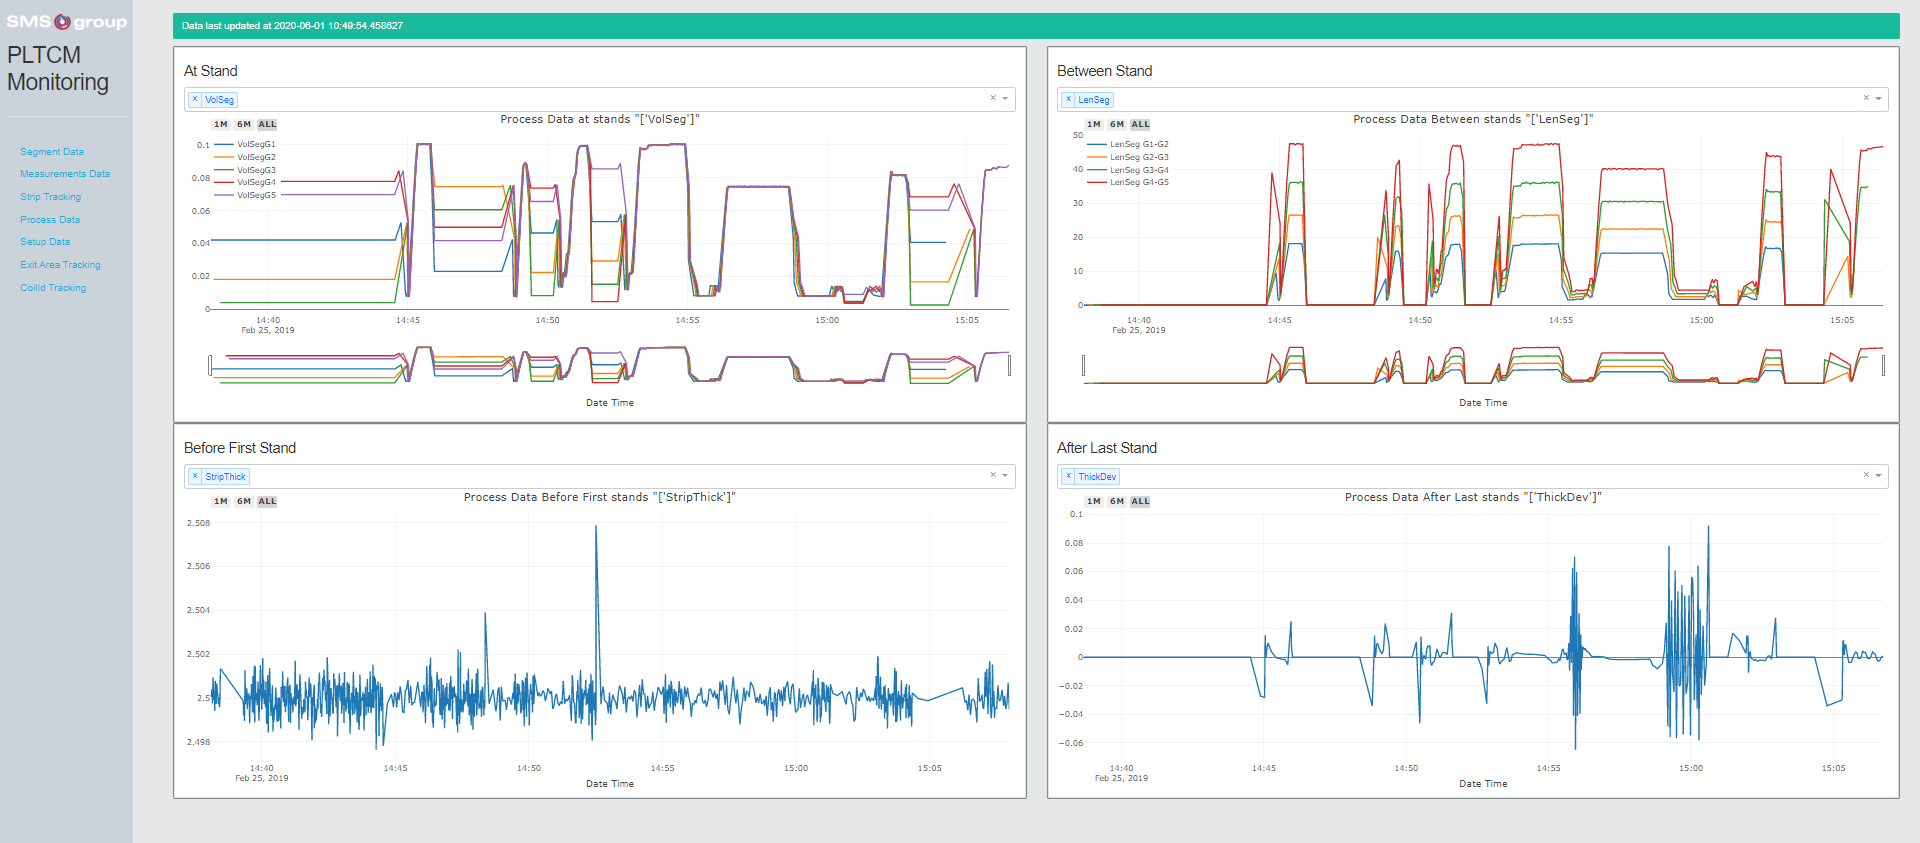 SMS group
PLTCM
Monitoring
Segment Data
Measurements Data
Strip Tracking
Process Data
Setup Data
Exit Area Tracking
CoilId Tracking
Data last updated at 2020-06-01 10:49:54.458627
At Stand
× VolSeg ×
1M 6M ALL
Process Data at stands "['VolSeg']"
VolSegG1
VolSegG2
VolSegG3
VolSegG4
VolSegG5
0.1
0.08
0.06
0.04
0.02
0
14:40 14:45 14:50 14:55 15:00 15:05
Feb 25, 2019
Date Time
Between Stand
× LenSeg ×
1M 6M ALL
Process Data Between stands "['LenSeg']"
LenSeg G1-G2
LenSeg G2-G3
LenSeg G3-G4
LenSeg G4-G5
50
40
30
20
10
0
14:40 14:45 14:50 14:55 15:00 15:05
Feb 25, 2019
Date Time
Before First Stand
× StripThick ×
1M 6M ALL
Process Data Before First stands "['StripThick']"
2.508
2.506
2.504
2.502
2.5
2.498
14:40 14:45 14:50 14:55 15:00 15:05
Feb 25, 2019
Date Time
After Last Stand
× ThickDev ×
1M 6M ALL
Process Data After Last stands "['ThickDev']"
0.1
0.08
0.06
0.04
0.02
0
−0.02
−0.04
−0.06
14:40 14:45 14:50 14:55 15:00 15:05
Feb 25, 2019
Date Time